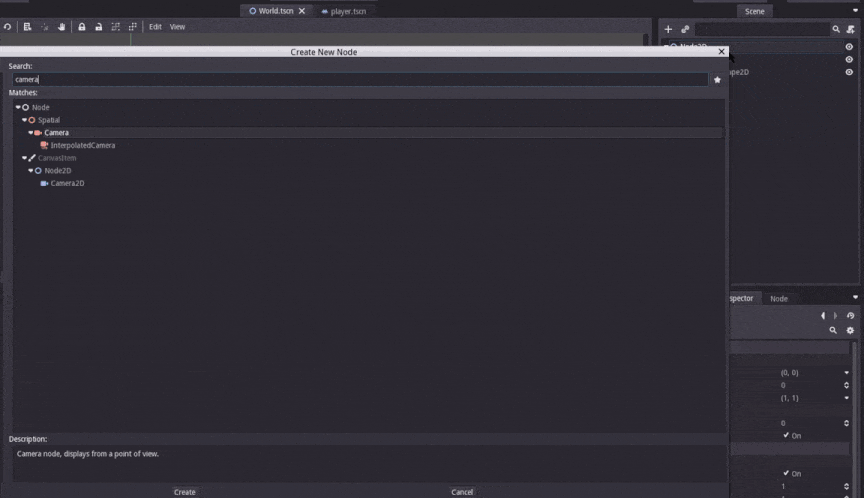 World.tscn player.tscn Scene
Edit View
Create New Node
Search:
camera
Matches:
Node
Spatial
Camera
InterpolatedCamera
CanvasItem
Node2D
Camera2D
Description:
Camera node, displays from a point of view.
Create Cancel
Node2D
ape2D
spector Node
(0, 0)
0
(1, 1)
0
On
On
1